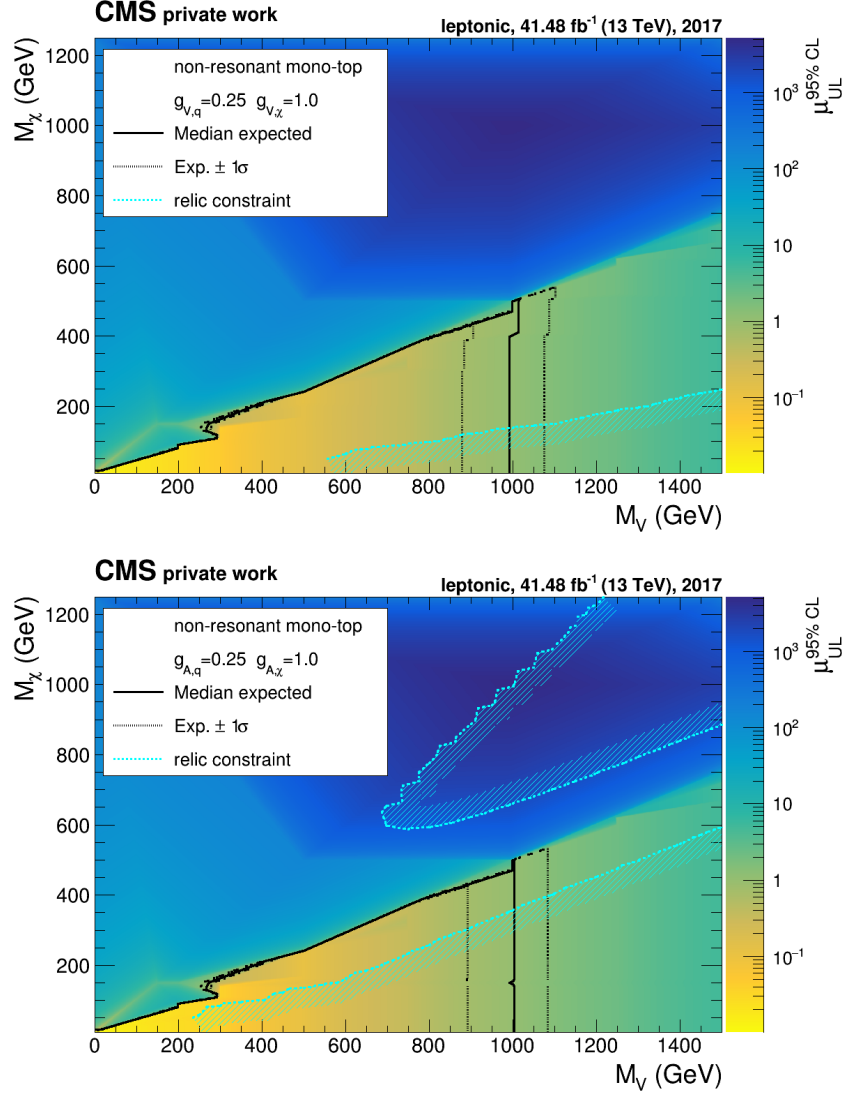 CMS private work
leptonic, 41.48 fb⁻¹ (13 TeV), 2017
M_χ (GeV)
1200
1000
800
600
400
200
non-resonant mono-top
g_V,q=0.25 g_V,χ=1.0
Median expected
Exp. ± 1σ
relic constraint
0 200 400 600 800 1000 1200 1400
M_V (GeV)
10³
10²
10
1
10⁻¹
μ_UL^95% CL
CMS private work
leptonic, 41.48 fb⁻¹ (13 TeV), 2017
M_χ (GeV)
1200
1000
800
600
400
200
non-resonant mono-top
g_A,q=0.25 g_A,χ=1.0
Median expected
Exp. ± 1σ
relic constraint
0 200 400 600 800 1000 1200 1400
M_V (GeV)
10³
10²
10
1
10⁻¹
μ_UL^95% CL